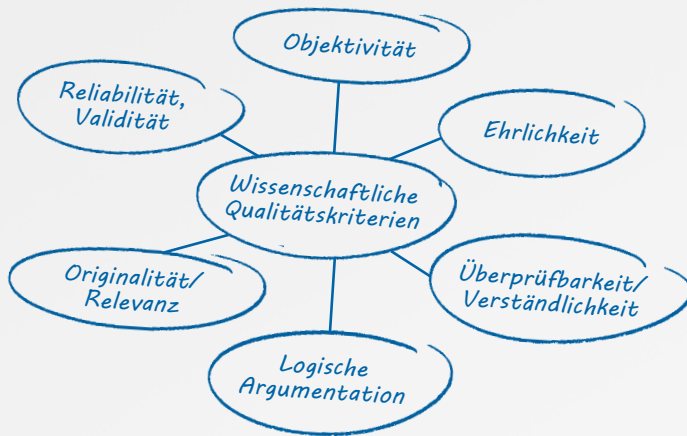 Objektivität
Reliabilität,
Validität
Ehrlichkeit
Wissenschaftliche
Qualitätskriterien
Originalität/
Relevanz
Überprüfbarkeit/
Verständlichkeit
Logische
Argumentation